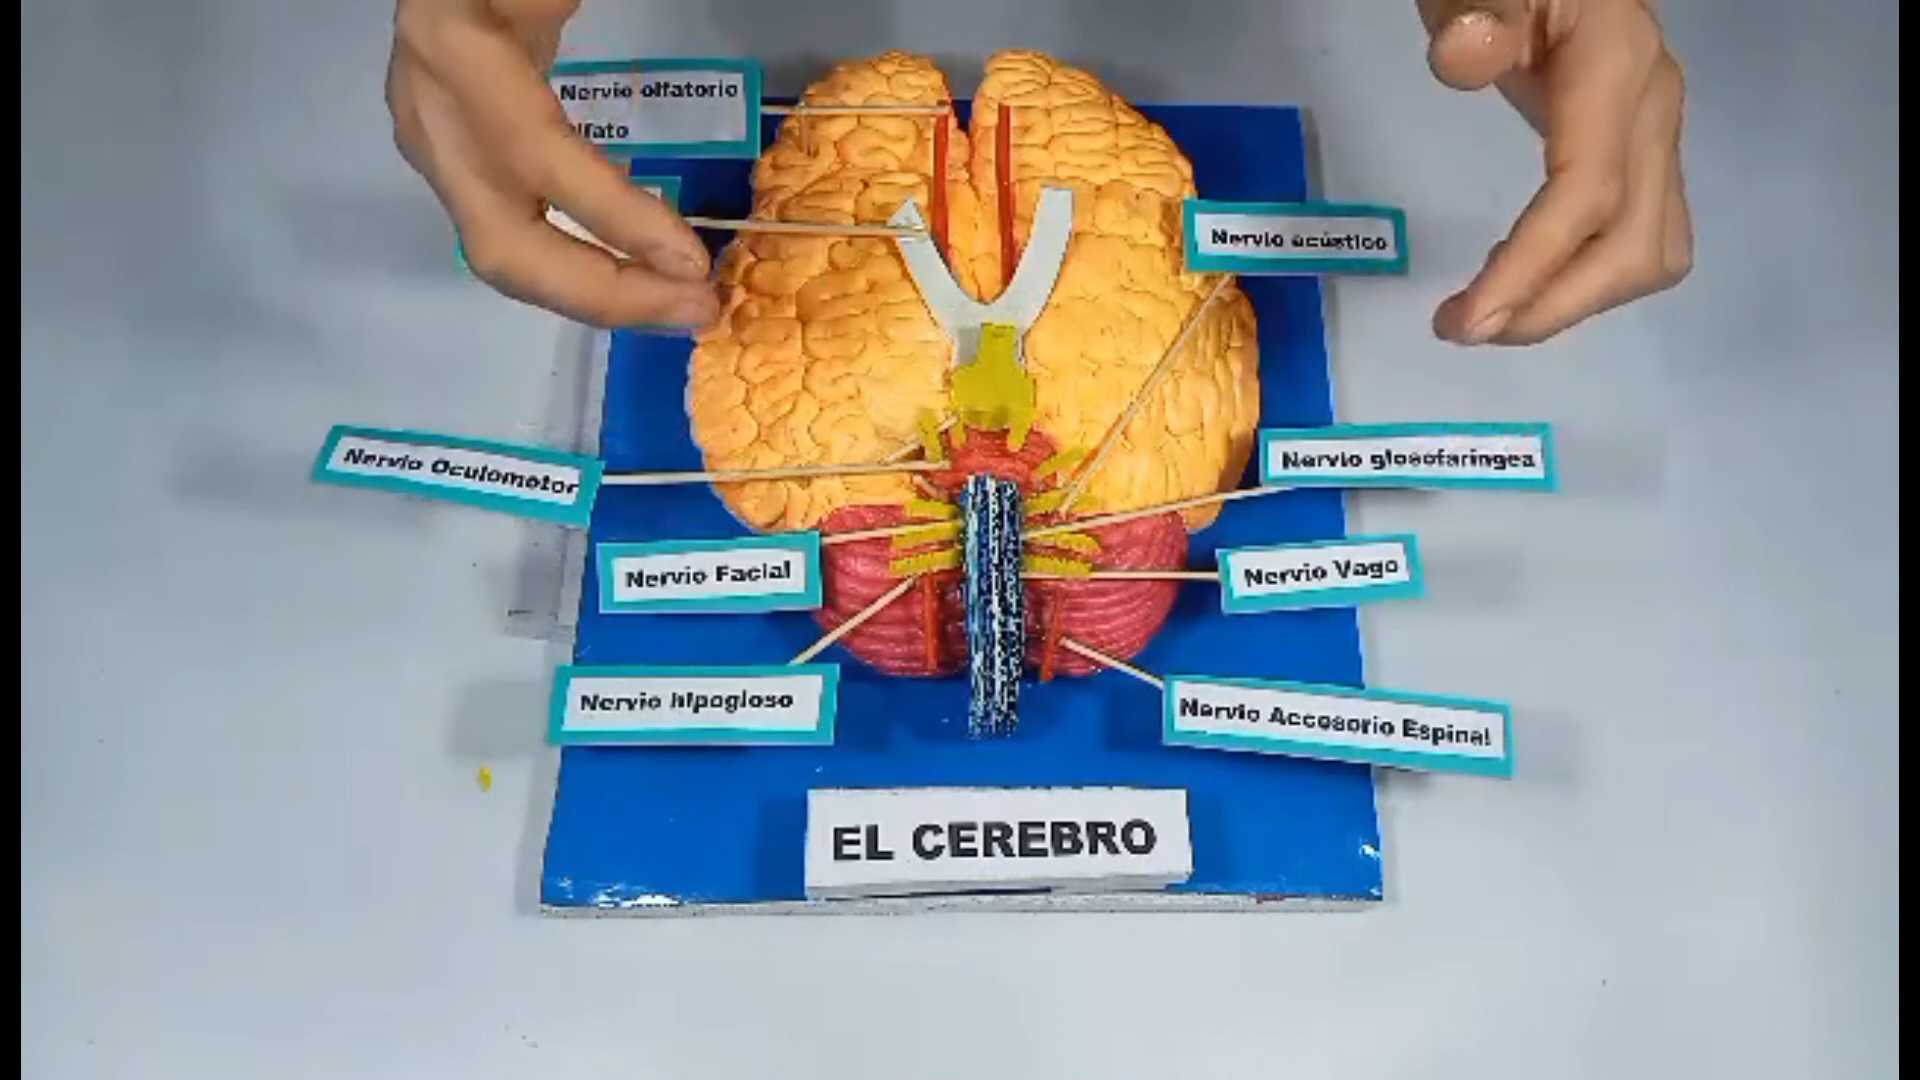 Nervio olfatorio
Nervio acústico
Nervio Oculomotor
Nervio glosofaringea
Nervio Facial
Nervio Vago
Nervio hipogloso
Nervio Accesorio Espinal
EL CEREBRO